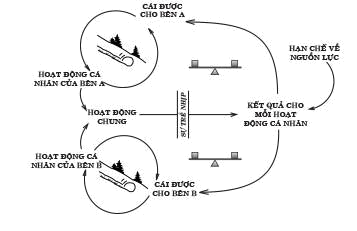 CÁI ĐƯỢC
CHO BÊN A
HẠN CHẾ VỀ
NGUỒN LỰC
HOẠT ĐỘNG CÁ
NHÂN CỦA BÊN A
HOẠT ĐỘNG
CHUNG
SỰ TRỄ NHỊP
KẾT QUẢ CHO
MỖI HOẠT
ĐỘNG CÁ NHÂN
HOẠT ĐỘNG CÁ
NHÂN CỦA BÊN B
CÁI ĐƯỢC
CHO BÊN B